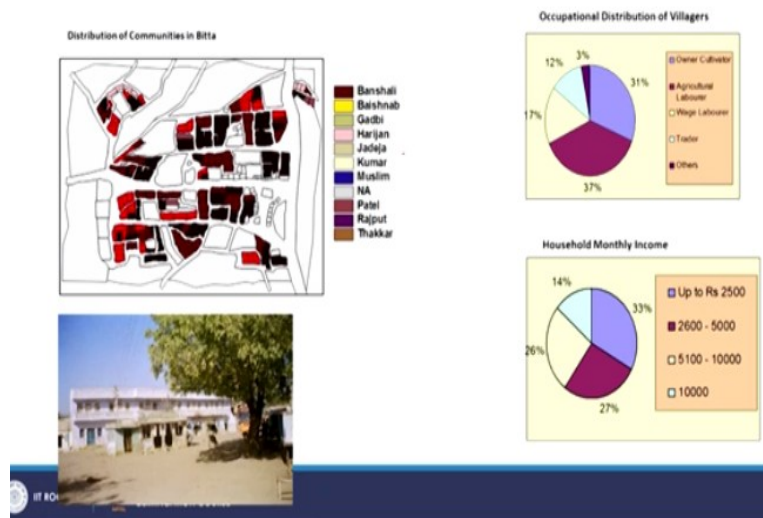 Occupational Distribution of Villagers
Distribution of Communities in Bitta
Banshali
Baishnab
Gadbi
Harijan
Jadeja
Kumar
Muslim
NA
Patel
Rajput
Thakkar
3%
12%
31%
17%
37%
Owner Cultivator
Agricultural
Labourer
Wage Labourer
Trador
Others
Household Monthly Income
14%
33%
26%
27%
Up to Rs 2500
2600 - 5000
5100 - 10000
10000
IIT RO